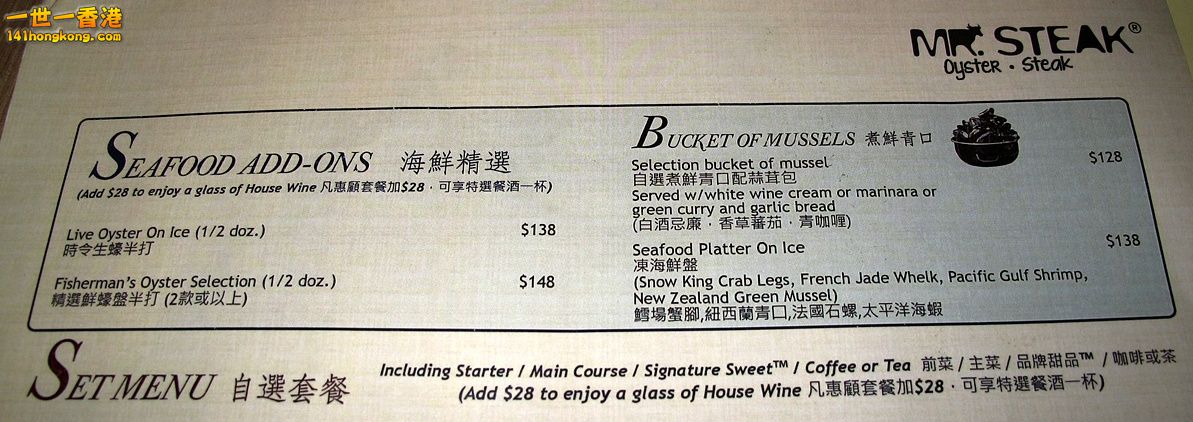 一世一香港
141hongkong.com
MR. STEAK®
Oyster · Steak
SEAFOOD ADD-ONS 海鮮精選
(Add $28 to enjoy a glass of House Wine 凡惠顧套餐加$28，可享特選餐酒一杯)
Live Oyster On Ice (1/2 doz.) $138
時令生蠔半打
Fisherman's Oyster Selection (1/2 doz.) $148
精選鮮蠔盤半打 (2款或以上)
BUCKET OF MUSSELS 煮鮮青口
Selection bucket of mussel $128
自選煮鮮青口配蒜茸包
Served w/white wine cream or marinara or
green curry and garlic bread
(白酒忌廉，香草蕃茄，青咖喱)
Seafood Platter On Ice $138
凍海鮮盤
(Snow King Crab Legs, French Jade Whelk, Pacific Gulf Shrimp,
New Zealand Green Mussel)
鱈場蟹腳,紐西蘭青口,法國石螺,太平洋海蝦
SET MENU 自選套餐
Including Starter / Main Course / Signature Sweet™ / Coffee or Tea 前菜 / 主菜 / 品牌甜品™ / 咖啡或茶
(Add $28 to enjoy a glass of House Wine 凡惠顧套餐加$28，可享特選餐酒一杯)